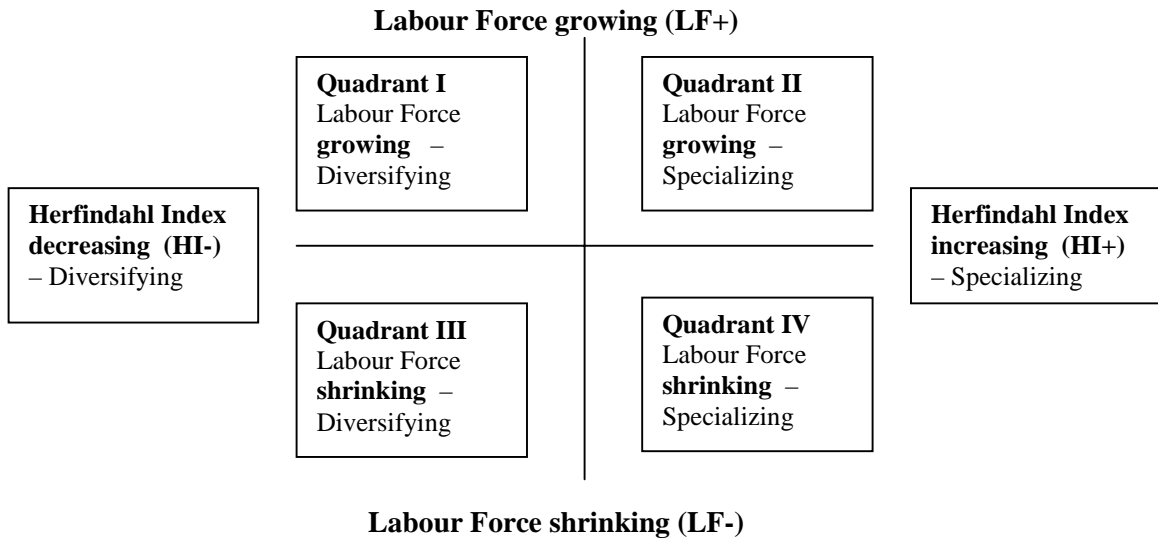 Labour Force growing (LF+)
Quadrant I
Labour Force
growing –
Diversifying
Quadrant II
Labour Force
growing –
Specializing
Herfindahl Index
decreasing (HI-)
– Diversifying
Herfindahl Index
increasing (HI+)
– Specializing
Quadrant III
Labour Force
shrinking –
Diversifying
Quadrant IV
Labour Force
shrinking –
Specializing
Labour Force shrinking (LF-)